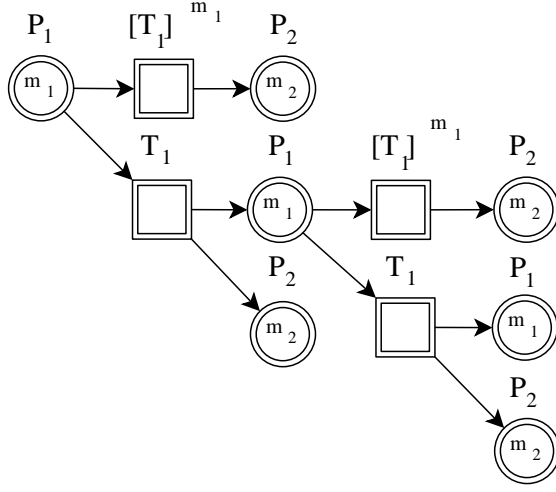 P₁ [T₁]ᵐ₁ P₂
m₁ m₂
T₁ P₁ [T₁]ᵐ₁ P₂
m₁ m₂
P₂ T₁ P₁
m₂ m₁
P₂
m₂